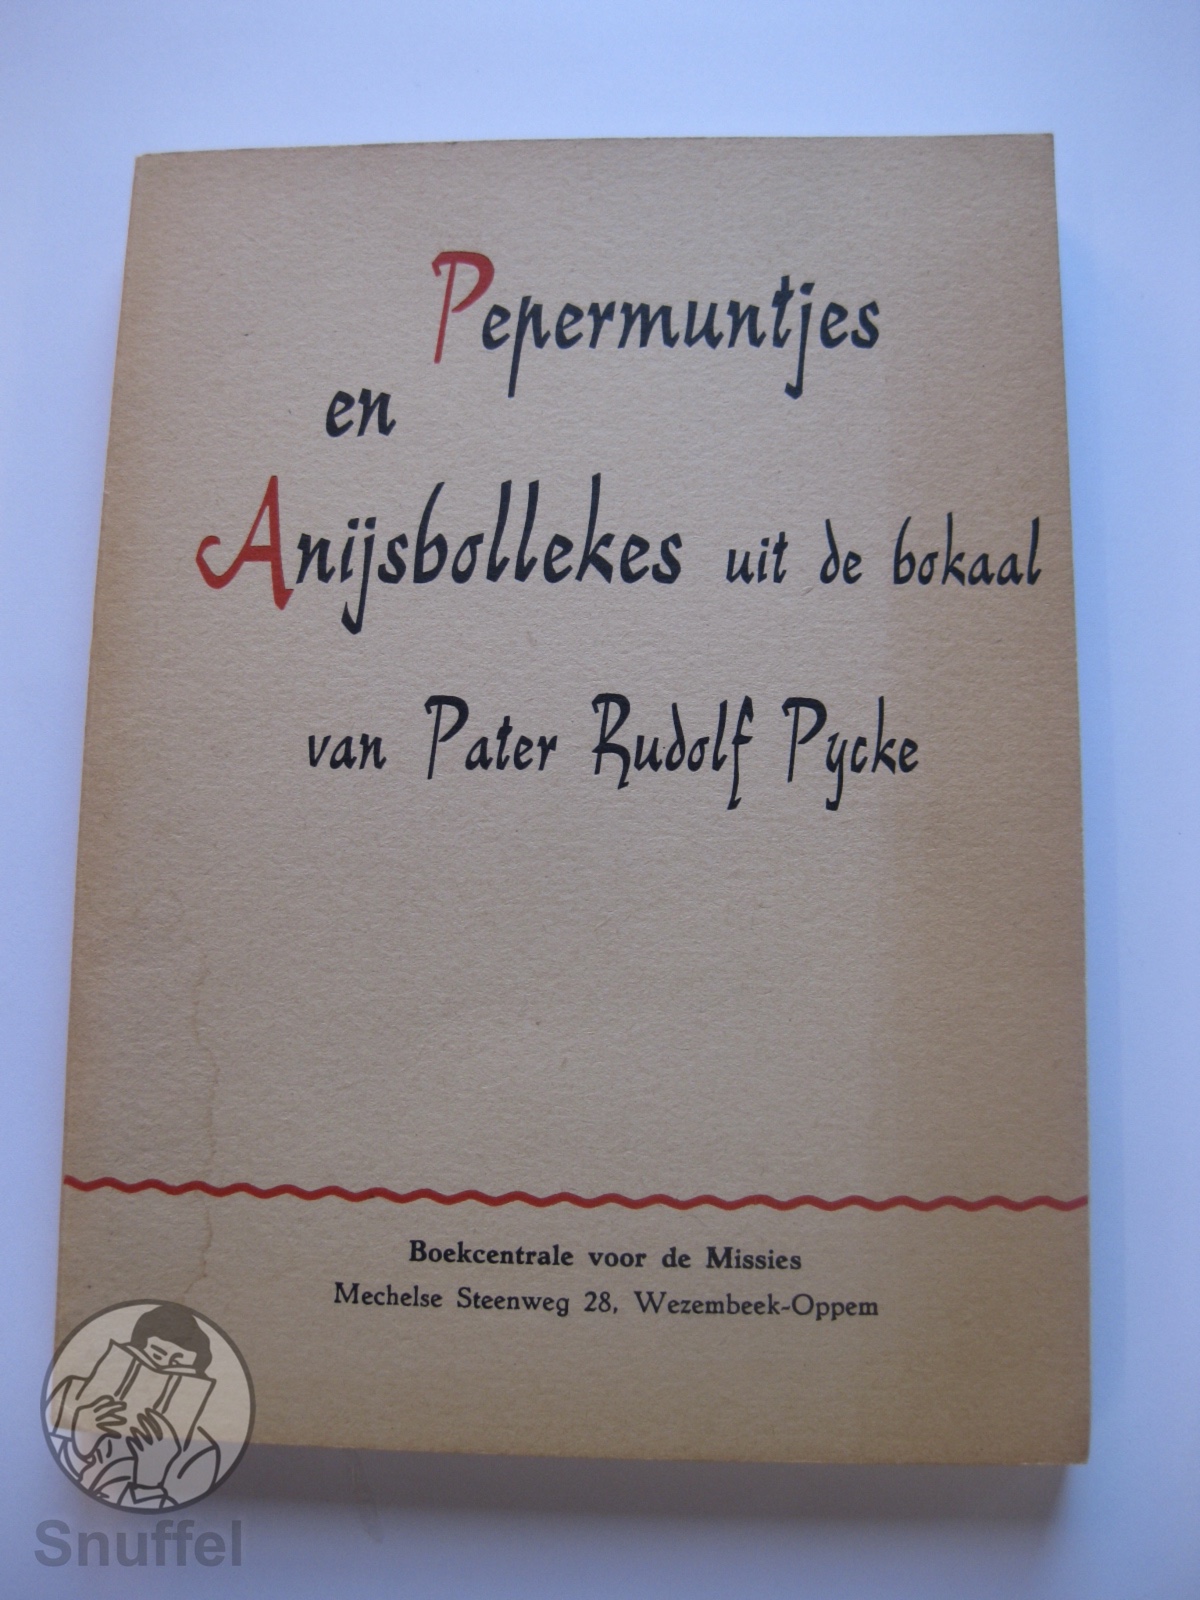 Pepermuntjes
en
Anijsbollekes uit de bokaal
van Pater Rudolf Pycke
Boekcentrale voor de Missies
Mechelse Steenweg 28, Wezembeek-Oppem
Snuffel